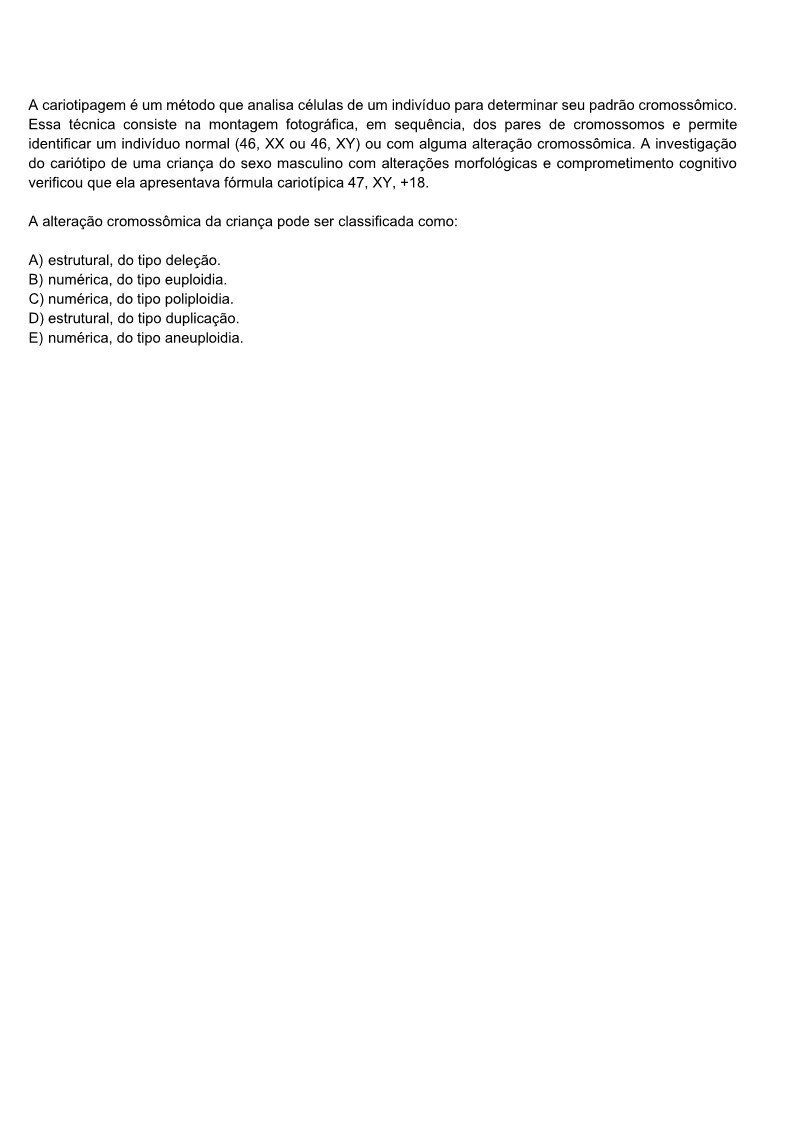 A cariotipagem é um método que analisa células de um indivíduo para determinar seu padrão cromossômico.
Essa técnica consiste na montagem fotográfica, em sequência, dos pares de cromossomos e permite
identificar um indivíduo normal (46, XX ou 46, XY) ou com alguma alteração cromossômica. A investigação
do cariótipo de uma criança do sexo masculino com alterações morfológicas e comprometimento cognitivo
verificou que ela apresentava fórmula cariotípica 47, XY, +18.
A alteração cromossômica da criança pode ser classificada como:
A) estrutural, do tipo deleção.
B) numérica, do tipo euploidia.
C) numérica, do tipo poliploidia.
D) estrutural, do tipo duplicação.
E) numérica, do tipo aneuploidia.